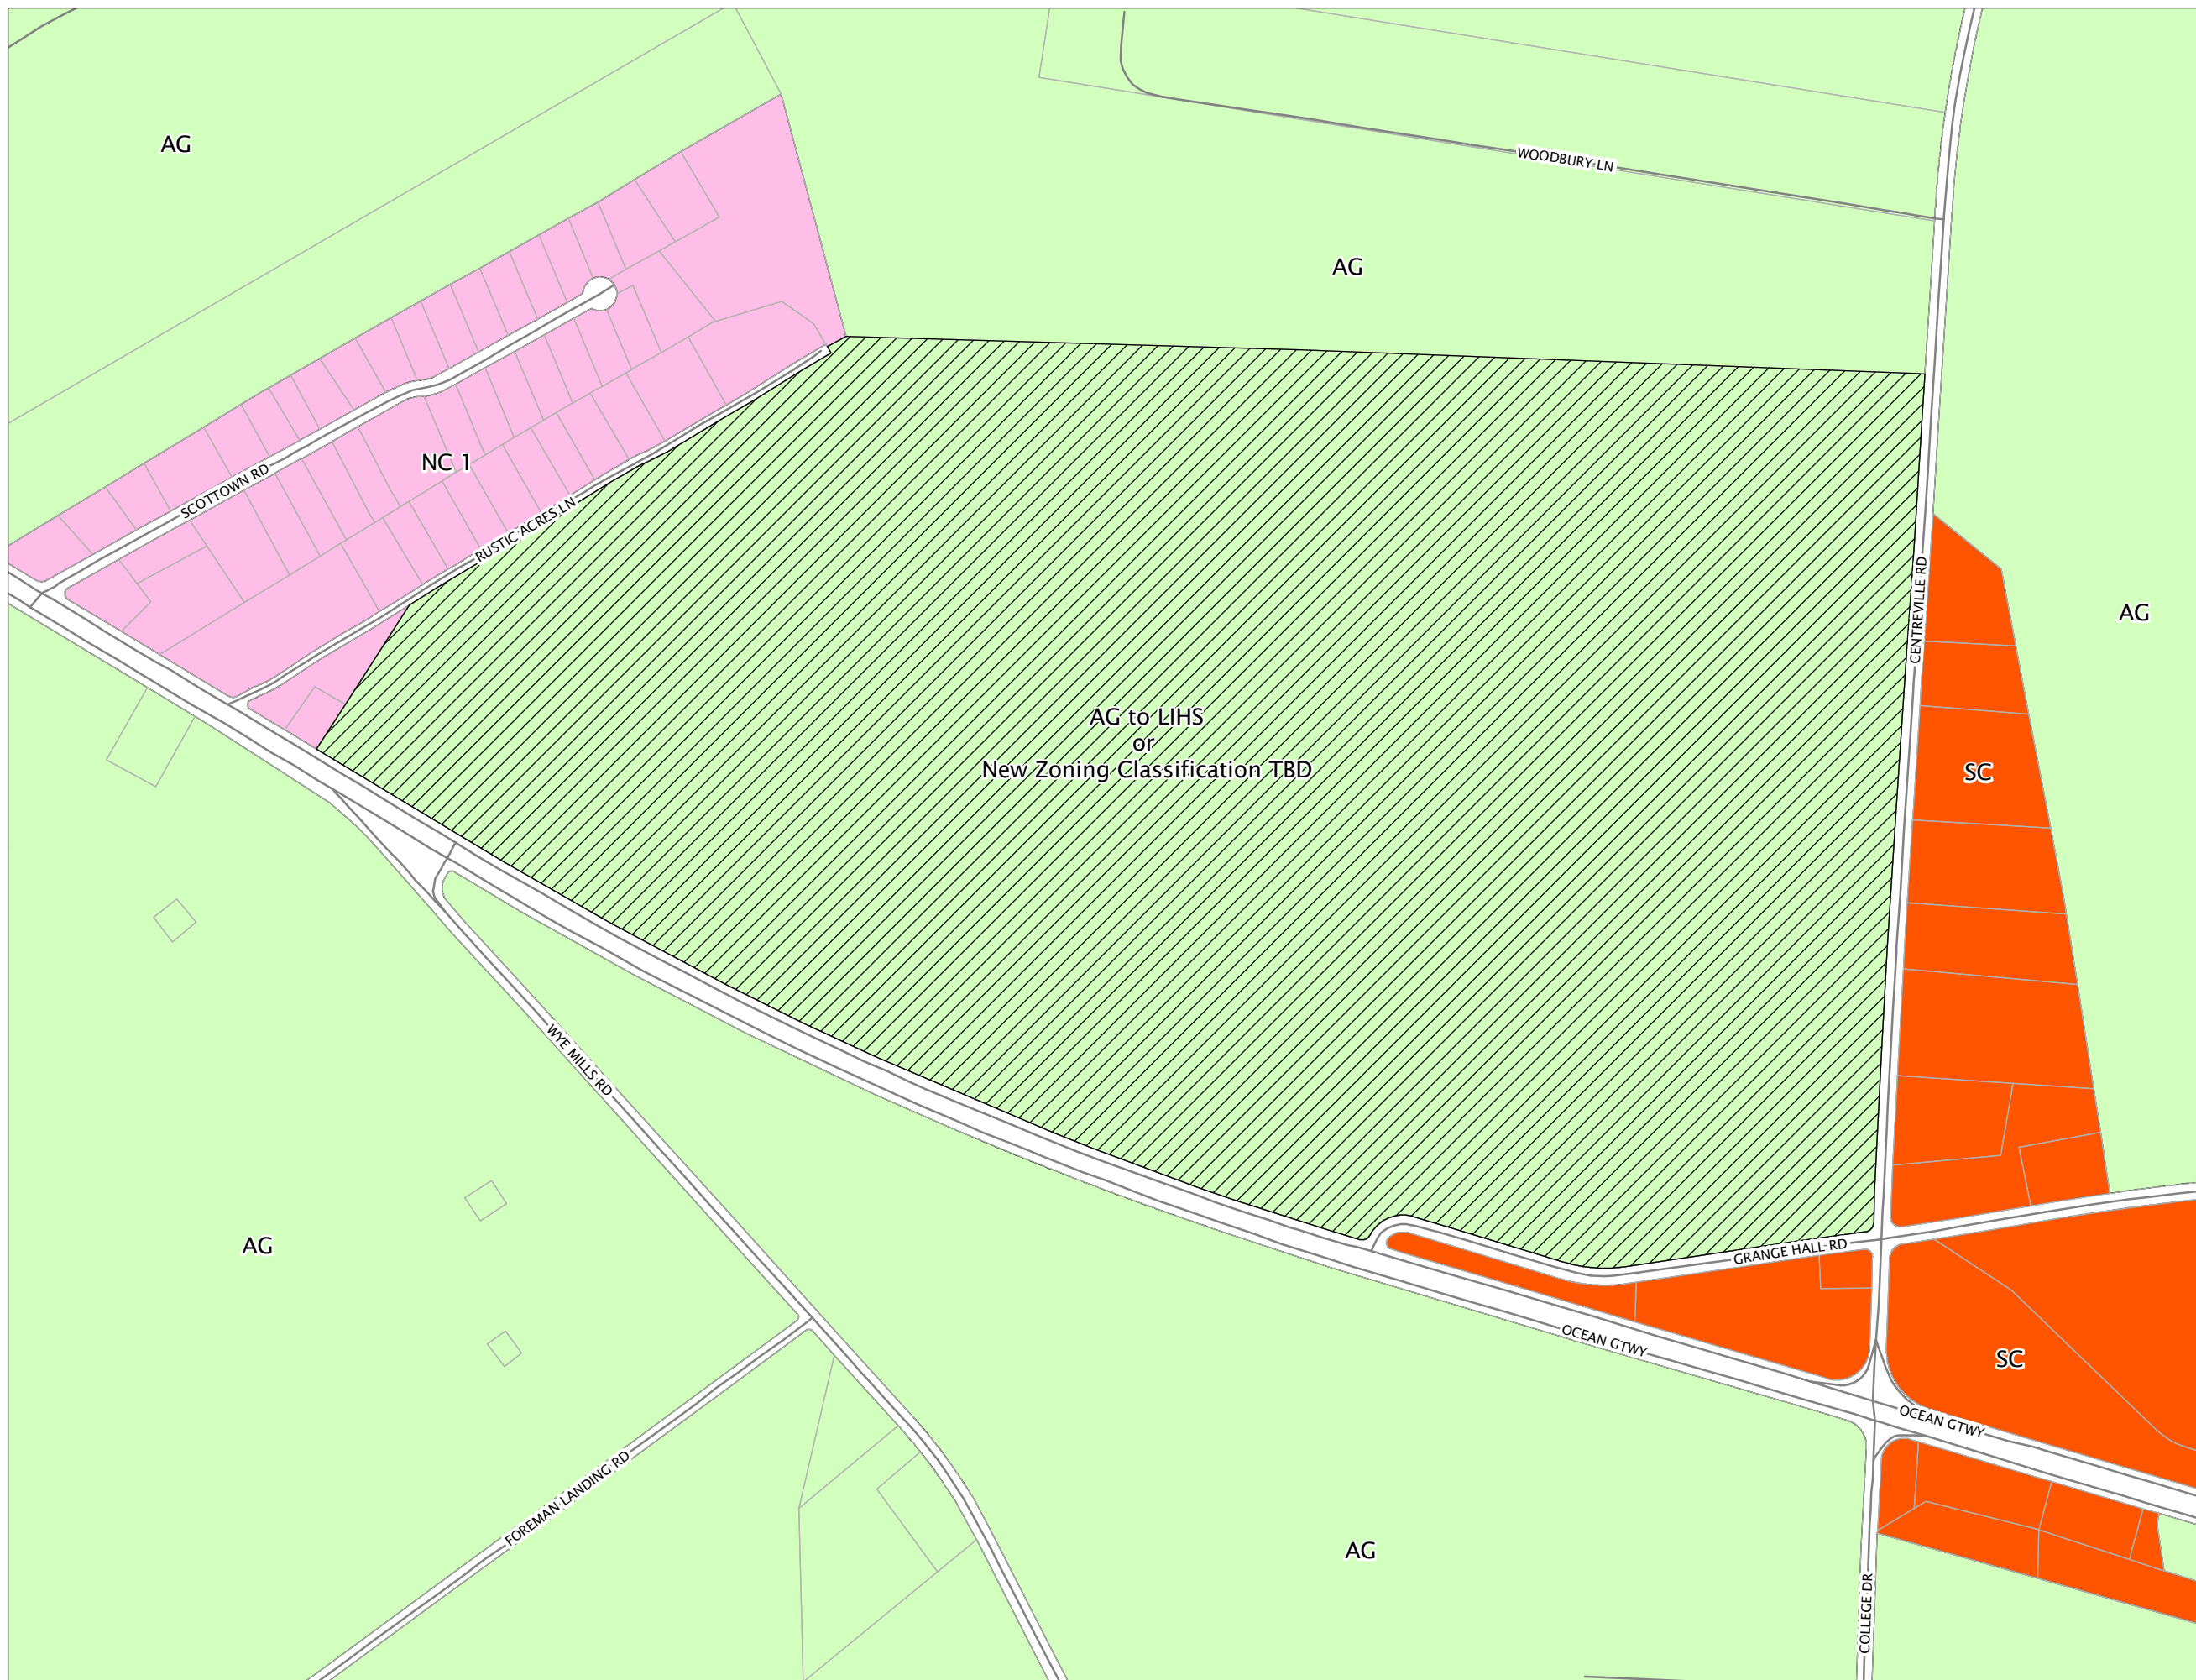 AG
WOODBURY LN
AG
NC 1
SCOTTOWN RD
RUSTIC ACRES LN
CENTREVILLE RD
AG
AG to LIHS
or
New Zoning Classification TBD
SC
WYE MILLS RD
AG
GRANGE HALL RD
OCEAN GTWY
SC
OCEAN GTWY
FOREMAN LANDING RD
AG
COLLEGE DR